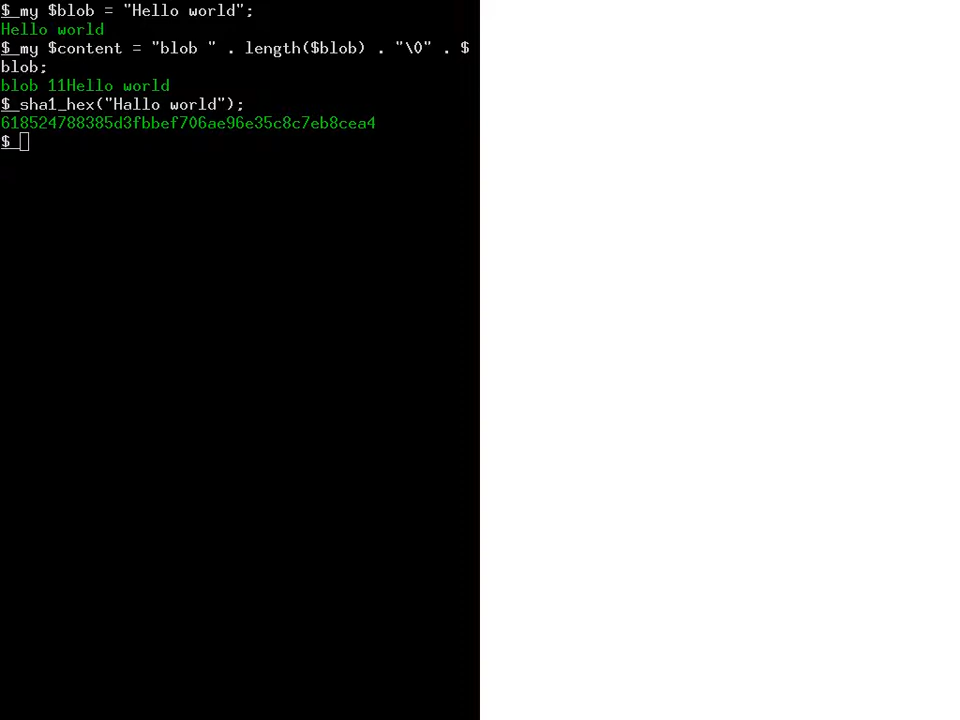 $ my $blob = "Hello world";
Hello world
$ my $content = "blob " . length($blob) . "\0" . $
blob;
blob 11Hello world
$ sha1_hex("Hallo world");
618524788385d3fbbef706ae96e35c8c7eb8cea4
$